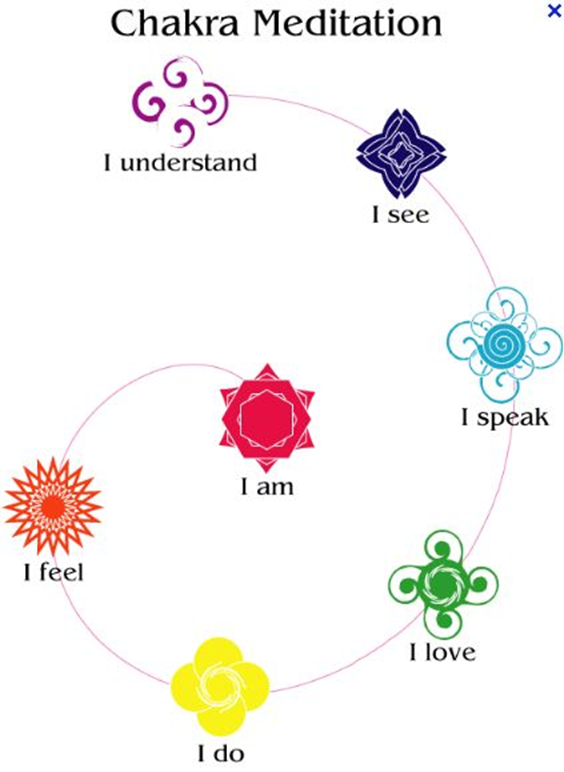 Chakra Meditation
I understand
I see
I speak
I am
I feel
I love
I do